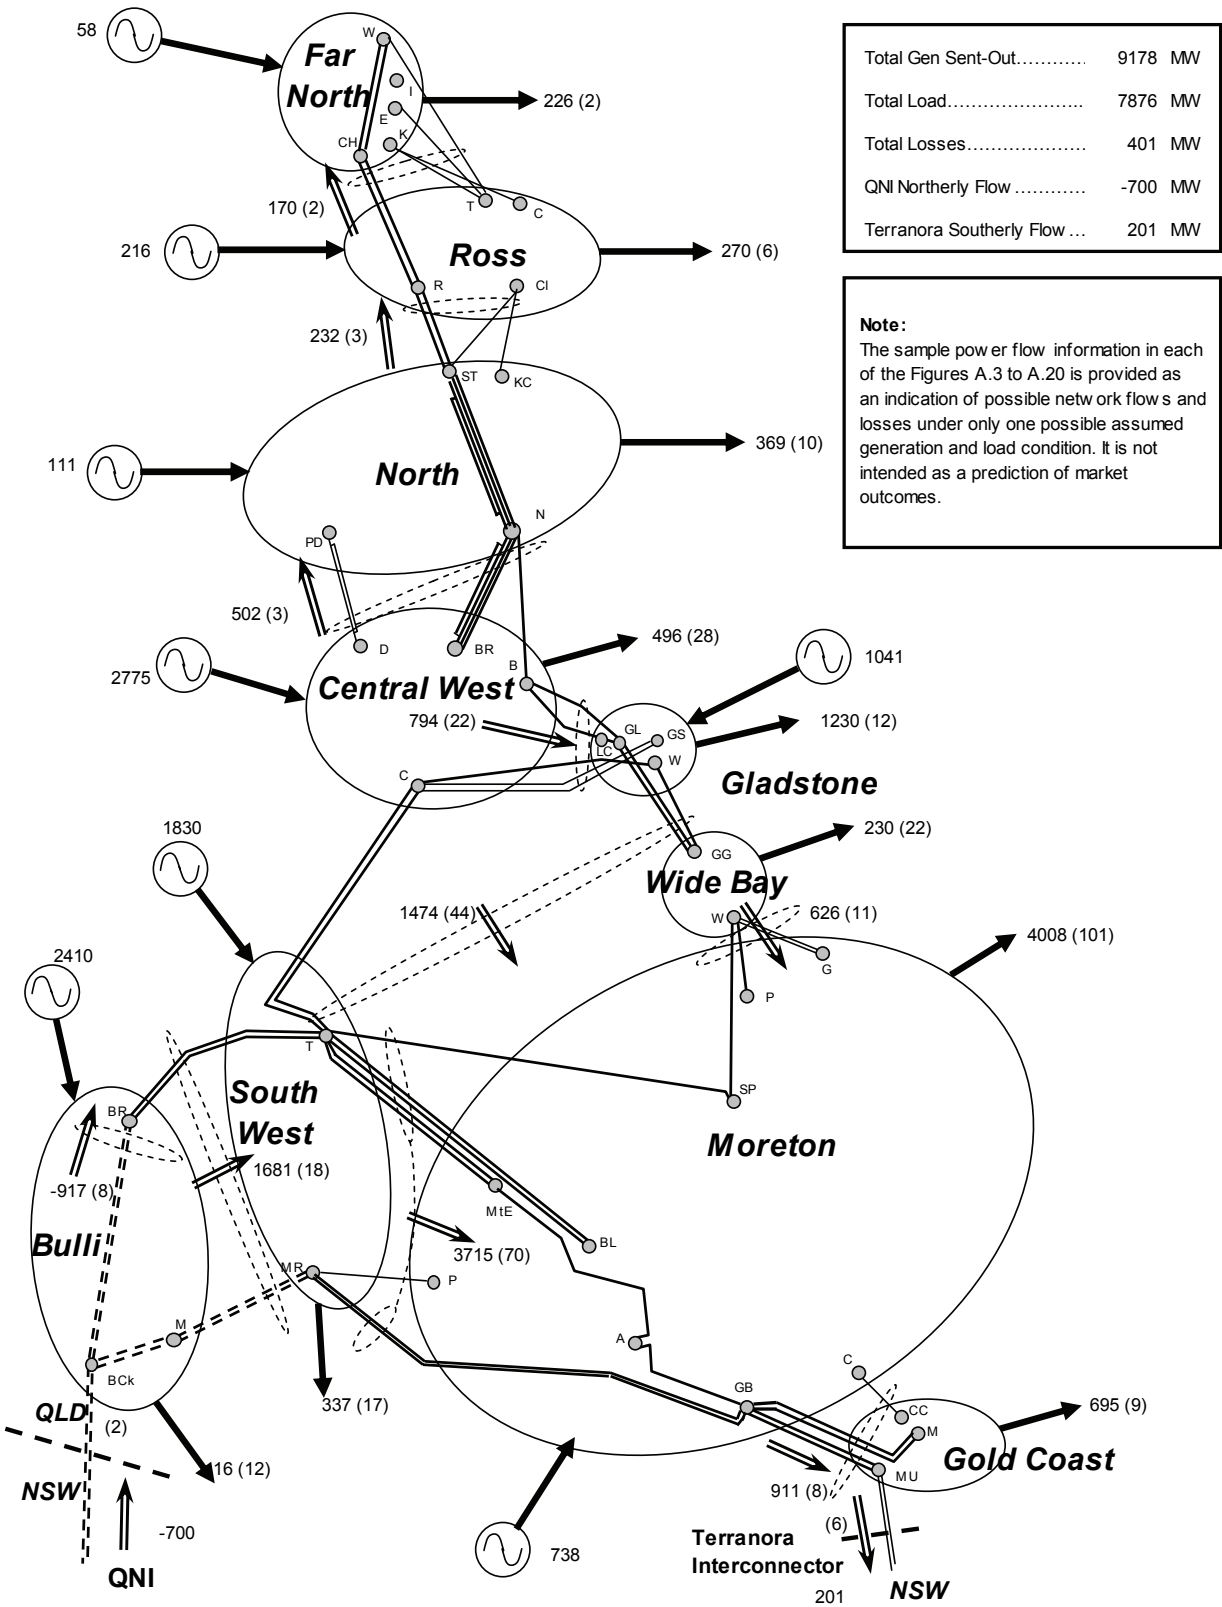 58
W
Far
North
I
E
K
CH
226 (2)
Total Gen Sent-Out............ 9178 MW
Total Load...................... 7876 MW
Total Losses.................... 401 MW
QNI Northerly Flow ............ -700 MW
Terranora Southerly Flow ... 201 MW
170 (2)
T
C
216
Ross
270 (6)
R
CI
232 (3)
ST
KC
Note:
The sample power flow information in each
of the Figures A.3 to A.20 is provided as
an indication of possible network flows and
losses under only one possible assumed
generation and load condition. It is not
intended as a prediction of market
outcomes.
111
North
369 (10)
N
PD
502 (3)
D
BR
496 (28)
2775
B
Central West
1041
794 (22)
GL
GS
LC
W
1230 (12)
C
Gladstone
1830
GG
230 (22)
Wide Bay
1474 (44)
W
626 (11)
G
P
4008 (101)
2410
T
SP
South
West
BR
Moreton
-917 (8)
1681 (18)
MtE
BL
3715 (70)
Bulli
MR
P
M
A
BCk
C
GB
CC
M
695 (9)
337 (17)
QLD
(2)
16 (12)
MU
Gold Coast
NSW
911 (8)
(6)
-700
QNI
738
Terranora
Interconnector
201
NSW